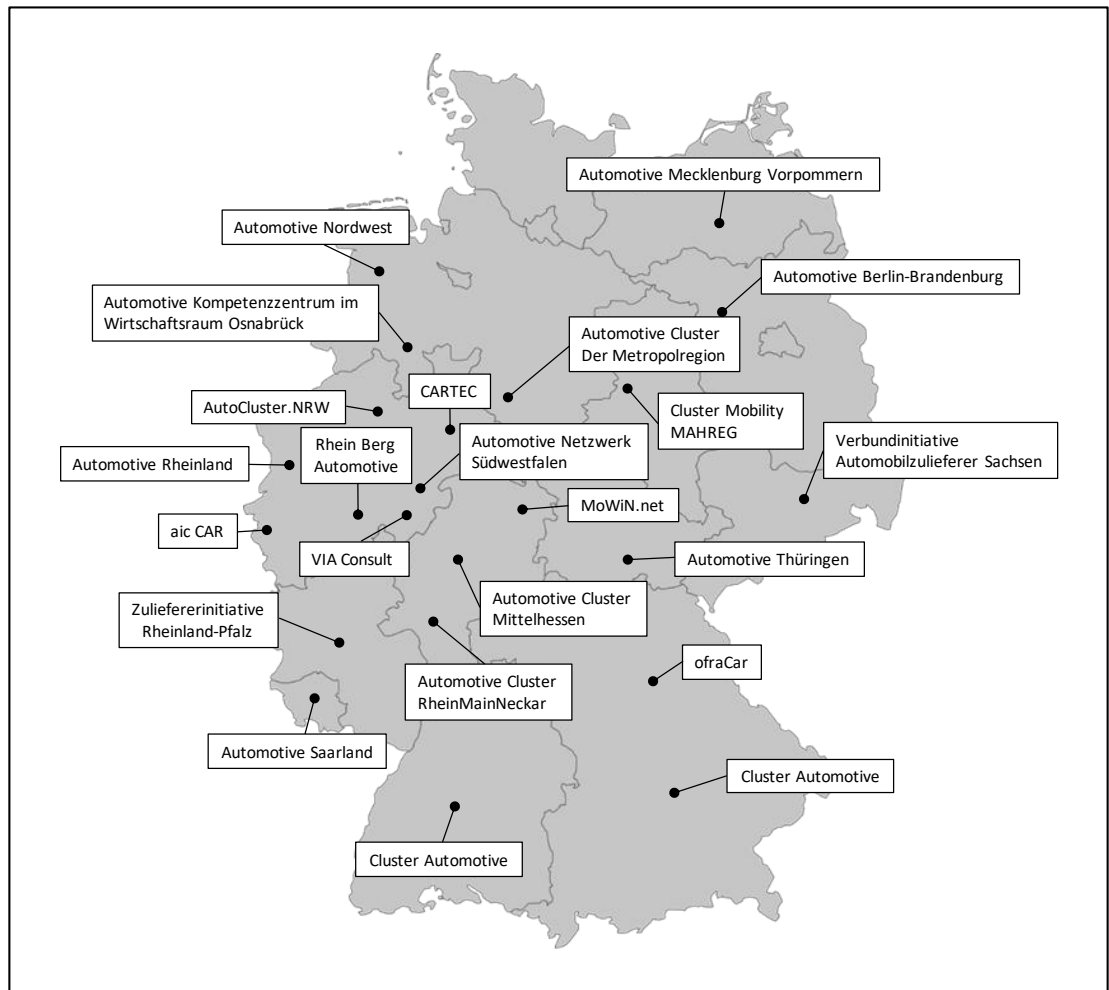 Automotive Mecklenburg Vorpommern
Automotive Nordwest
Automotive Berlin-Brandenburg
Automotive Kompetenzzentrum im
Wirtschaftsraum Osnabrück
Automotive Cluster
Der Metropolregion
CARTEC
AutoCluster.NRW
Cluster Mobility
MAHREG
Rhein Berg
Automotive
Automotive Netzwerk
Südwestfalen
Verbundinitiative
Automobilzulieferer Sachsen
Automotive Rheinland
MoWiN.net
aic CAR
VIA Consult
Automotive Thüringen
Automotive Cluster
Mittelhessen
Zuliefererinitiative
Rheinland-Pfalz
ofraCar
Automotive Cluster
RheinMainNeckar
Automotive Saarland
Cluster Automotive
Cluster Automotive